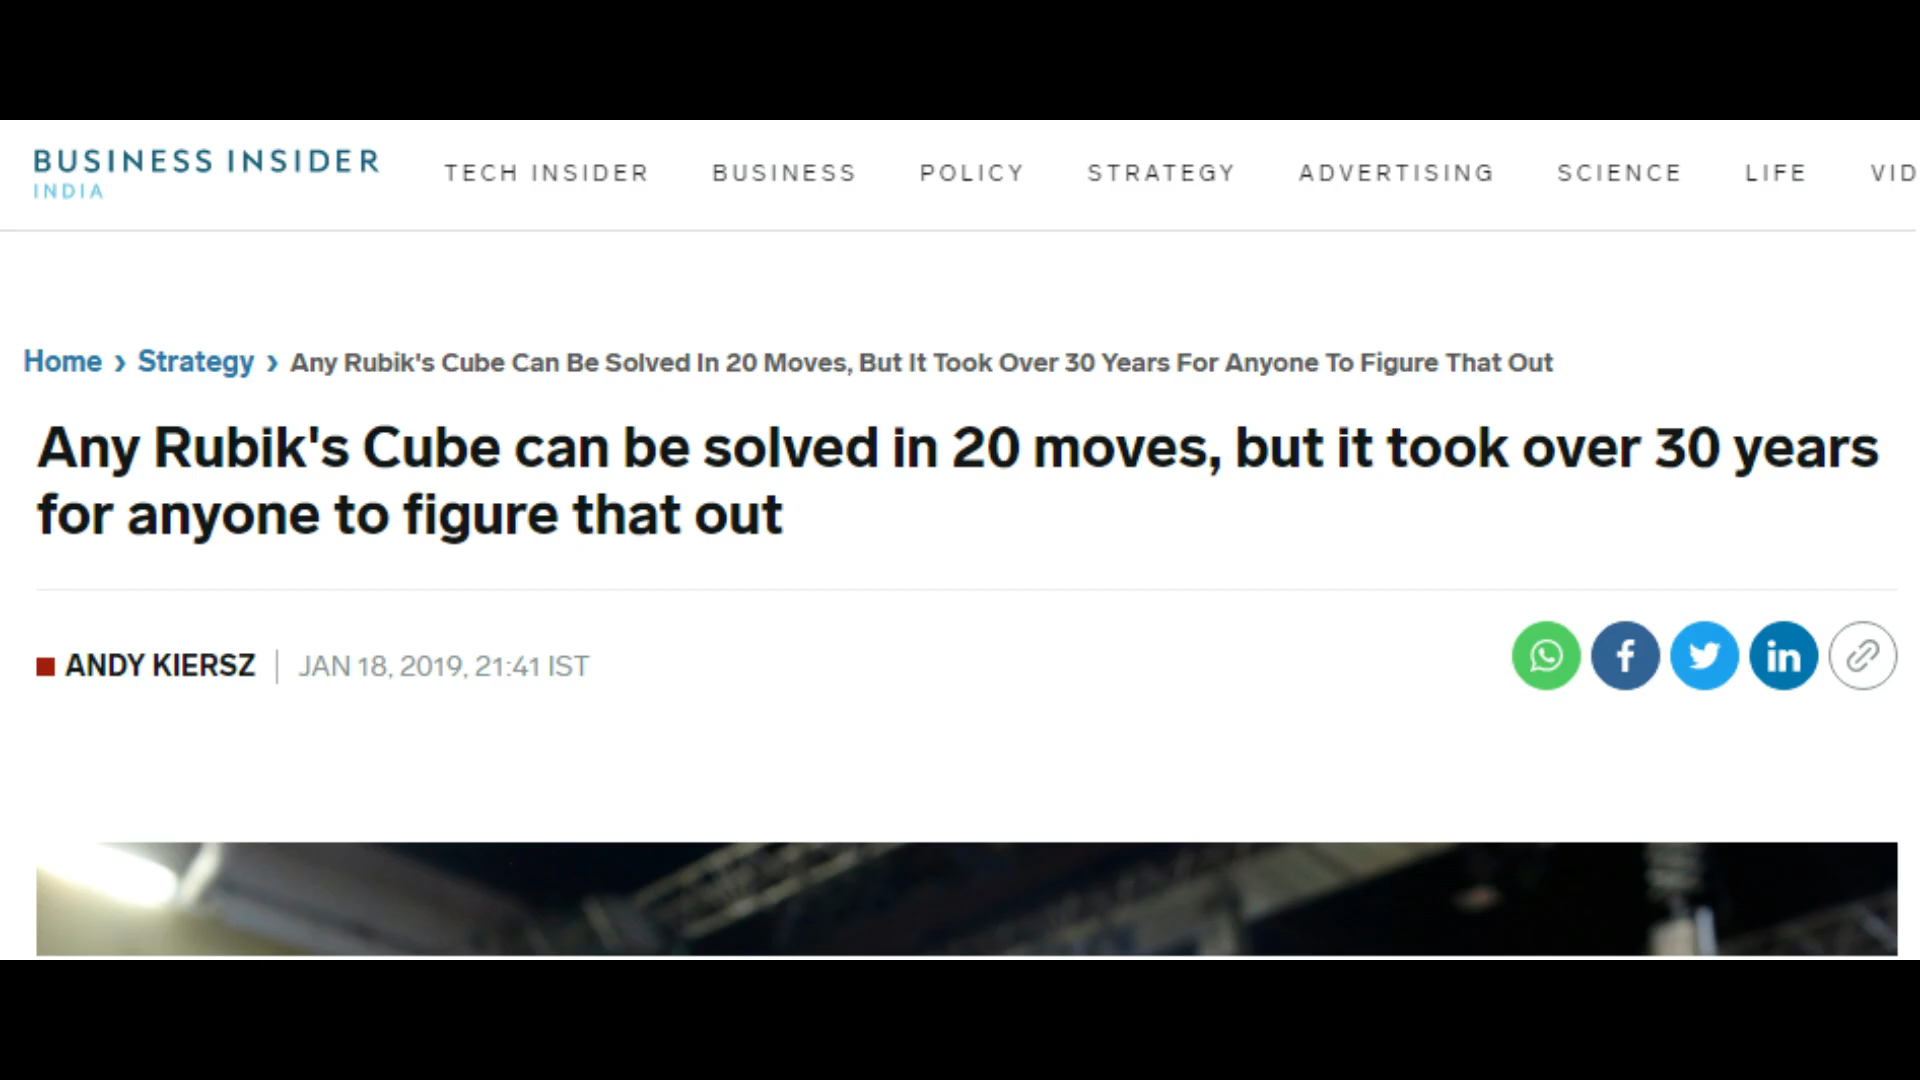 BUSINESS INSIDER
INDIA
TECH INSIDER BUSINESS POLICY STRATEGY ADVERTISING SCIENCE LIFE VID
Home › Strategy › Any Rubik's Cube Can Be Solved In 20 Moves, But It Took Over 30 Years For Anyone To Figure That Out
Any Rubik's Cube can be solved in 20 moves, but it took over 30 years
for anyone to figure that out
ANDY KIERSZ | JAN 18, 2019, 21:41 IST